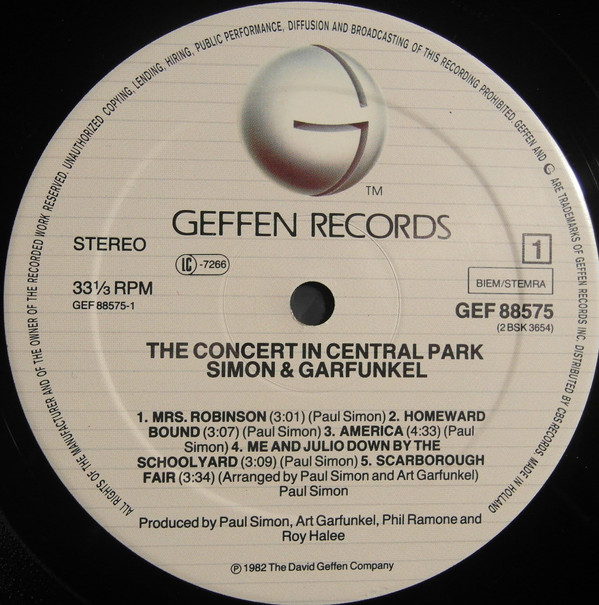 ALL RIGHTS OF THE MANUFACTURER AND OF THE OWNER OF THE RECORDED WORK RESERVED. UNAUTHORIZED COPYING, LENDING, HIRING, PUBLIC PERFORMANCE, DIFFUSION AND BROADCASTING OF THIS RECORDING PROHIBITED. GEFFEN AND G ARE TRADEMARKS OF GEFFEN RECORDS INC. DISTRIBUTED BY CBS RECORDS. MADE IN HOLLAND
G
TM
GEFFEN RECORDS
STEREO
1
LC -7266
33⅓ RPM
BIEM/STEMRA
GEF 88575-1
GEF 88575
(2 BSK 3654)
THE CONCERT IN CENTRAL PARK
SIMON & GARFUNKEL
1. MRS. ROBINSON (3:01) (Paul Simon) 2. HOMEWARD
BOUND (3:07) (Paul Simon) 3. AMERICA (4:33) (Paul
Simon) 4. ME AND JULIO DOWN BY THE
SCHOOLYARD (3:09) (Paul Simon) 5. SCARBOROUGH
FAIR (3:34) (Arranged by Paul Simon and Art Garfunkel)
Paul Simon
Produced by Paul Simon, Art Garfunkel, Phil Ramone and
Roy Halee
℗ 1982 The David Geffen Company